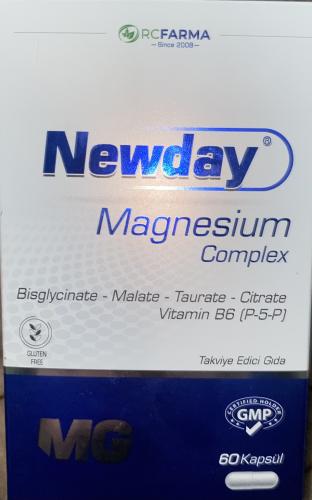 RCFARMA
Since 2008
Newday®
Magnesium
Complex
Bisglycinate - Malate - Taurate - Citrate
Vitamin B6 (P-5-P)
GLUTEN
FREE
Takviye Edici Gıda
CERTIFIED HOLDER
GMP
MG
60 Kapsül